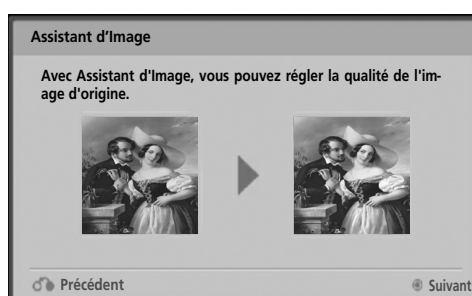 Assistant d’Image
Avec Assistant d'Image, vous pouvez régler la qualité de l'im-
age d'origine.
Précédent
Suivant